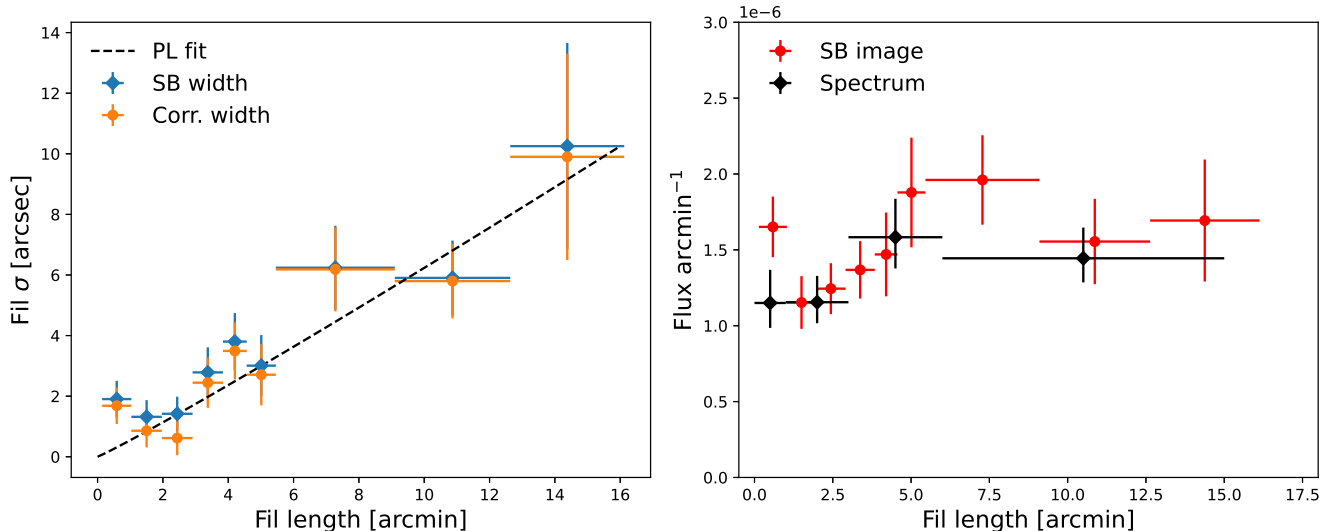 14
12
10
8
6
4
2
0
Fil σ [arcsec]
PL fit
SB width
Corr. width
0 2 4 6 8 10 12 14 16
Fil length [arcmin]
1e−6
3.0
2.5
2.0
1.5
1.0
0.5
0.0
Flux arcmin⁻¹
SB image
Spectrum
0.0 2.5 5.0 7.5 10.0 12.5 15.0 17.5
Fil length [arcmin]